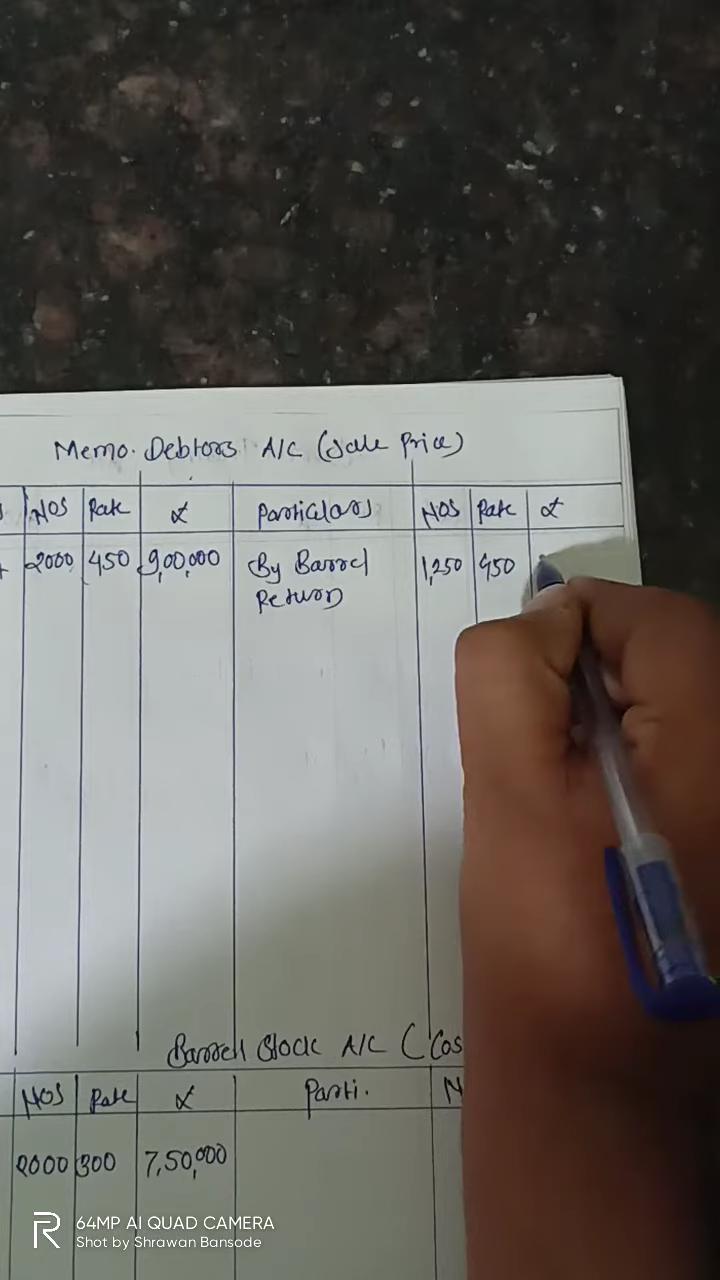 Memo. Debtors A/C (Sale Price)
Nos Rate ₹ Particulars Nos Rate ₹
2000 450 9,00,000 By Barrel 1,250 450
Return
Barrell Stock A/C (Cos
Nos Rate ₹ Parti. N
2000 300 7,50,000
R 64MP AI QUAD CAMERA
Shot by Shrawan Bansode